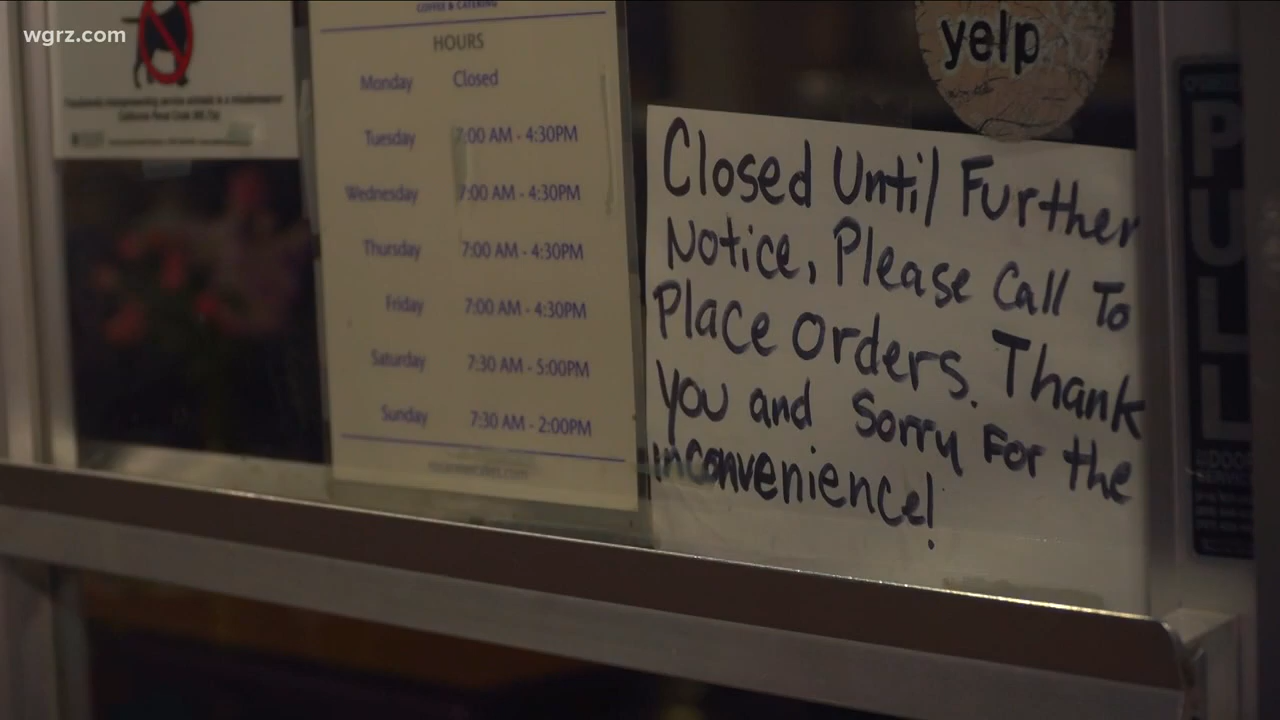 wgrz.com
COFFEE & CATERING
HOURS
Monday Closed
Tuesday 7:00 AM - 4:30PM
Wednesday 7:00 AM - 4:30PM
Thursday 7:00 AM - 4:30PM
Friday 7:00 AM - 4:30PM
Saturday 7:30 AM - 5:00PM
Sunday 7:30 AM - 2:00PM
yelp
Closed Until Further
Notice, Please Call To
Place Orders. Thank
You and Sorry For the
inconvenience!
PULL